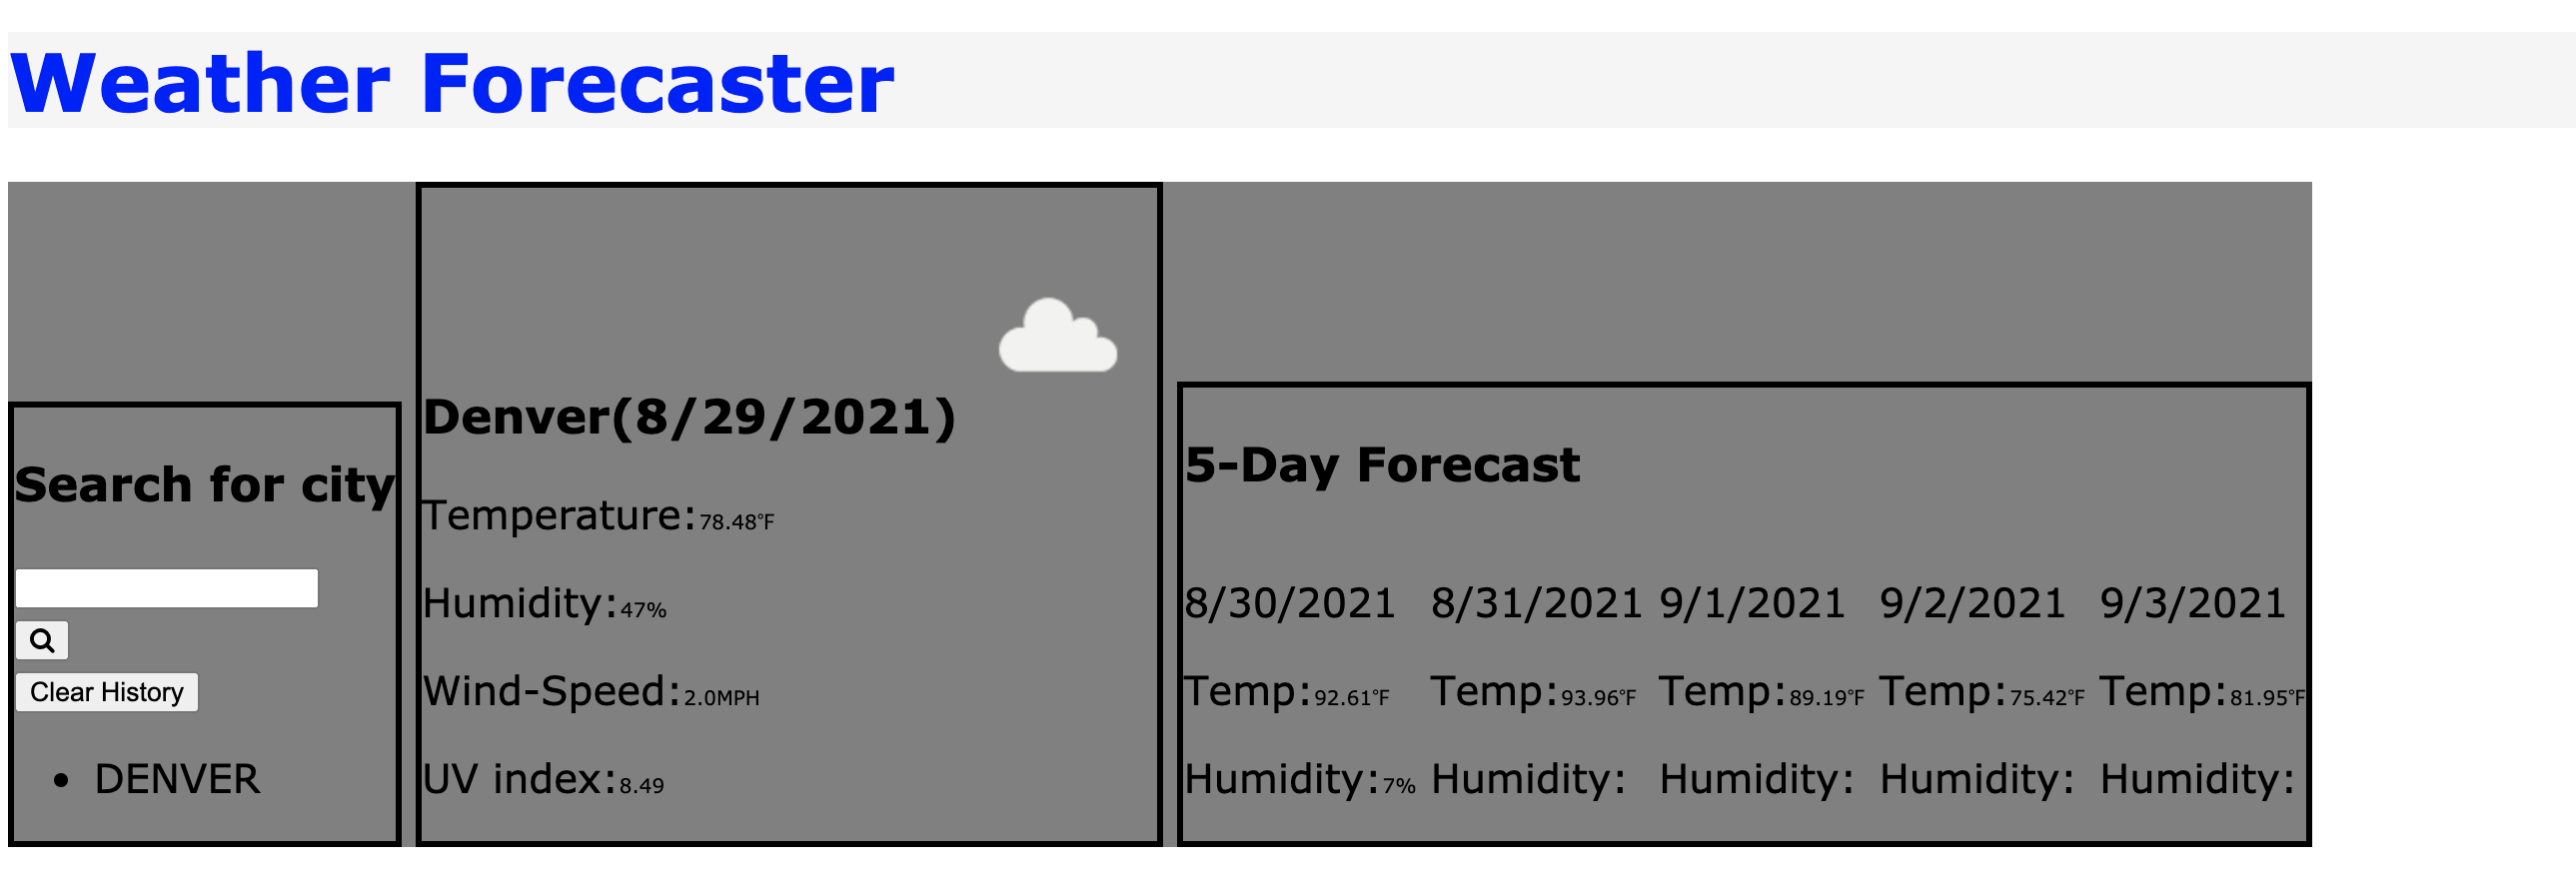 Weather Forecaster
Search for city
Clear History
• DENVER
Denver(8/29/2021)
Temperature:78.48°F
Humidity:47%
Wind-Speed:2.0MPH
UV index:8.49
5-Day Forecast
8/30/2021 8/31/2021 9/1/2021 9/2/2021 9/3/2021
Temp:92.61°F Temp:93.96°F Temp:89.19°F Temp:75.42°F Temp:81.95°F
Humidity:7% Humidity: Humidity: Humidity: Humidity: